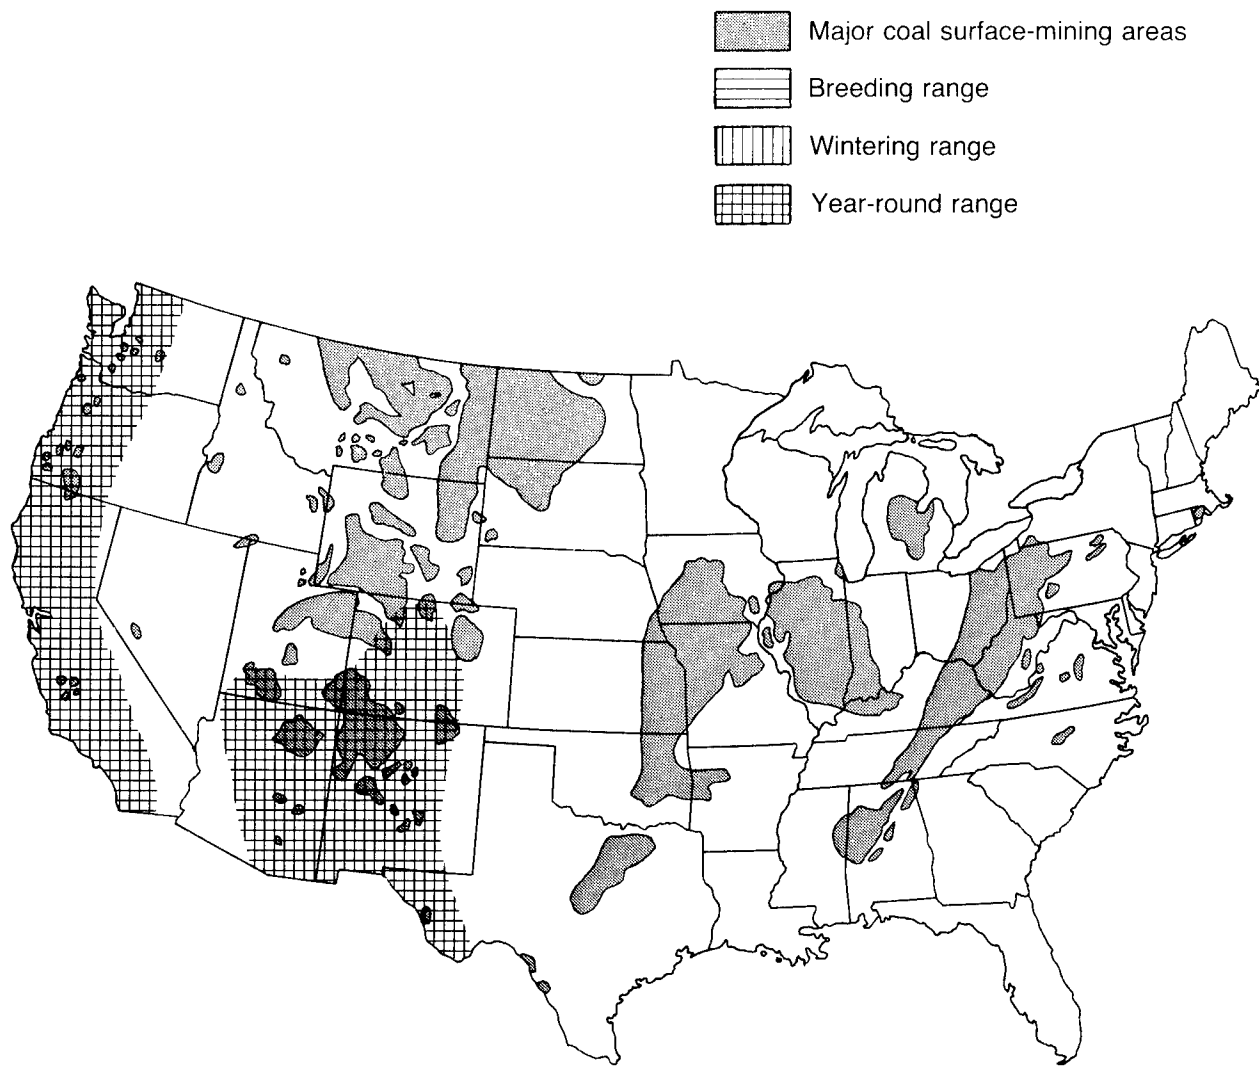 Major coal surface-mining areas
Breeding range
Wintering range
Year-round range